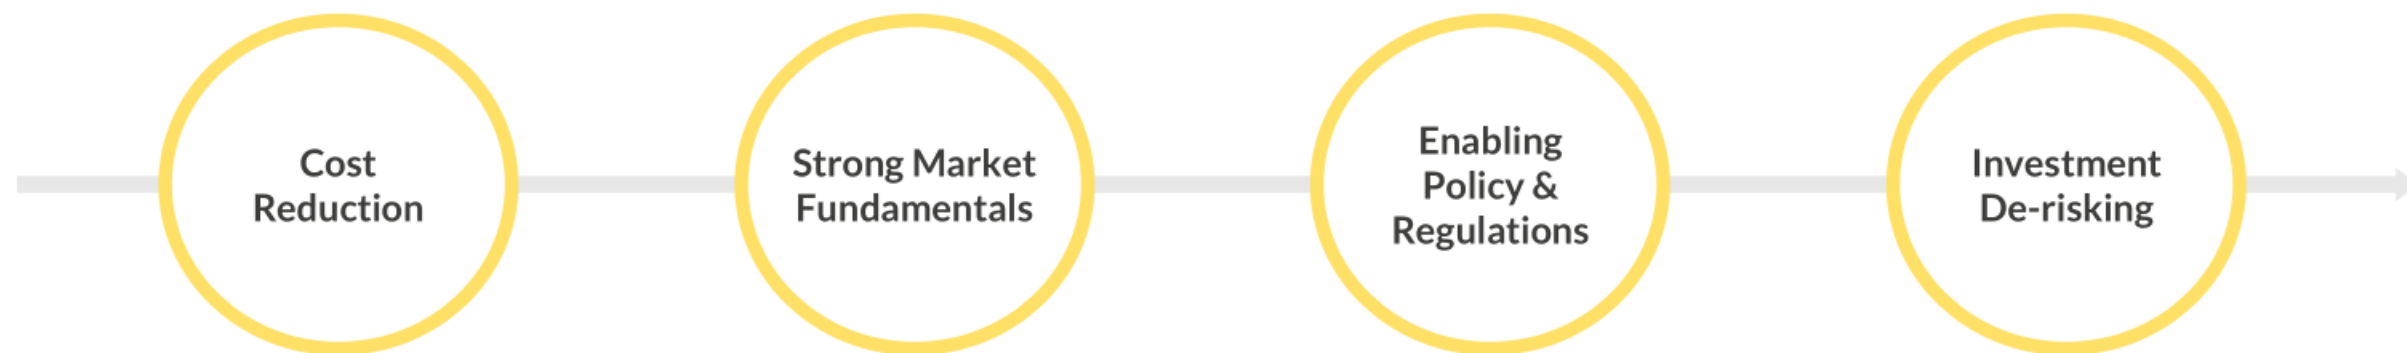 Cost
Reduction
Strong Market
Fundamentals
Enabling
Policy &
Regulations
Investment
De-risking